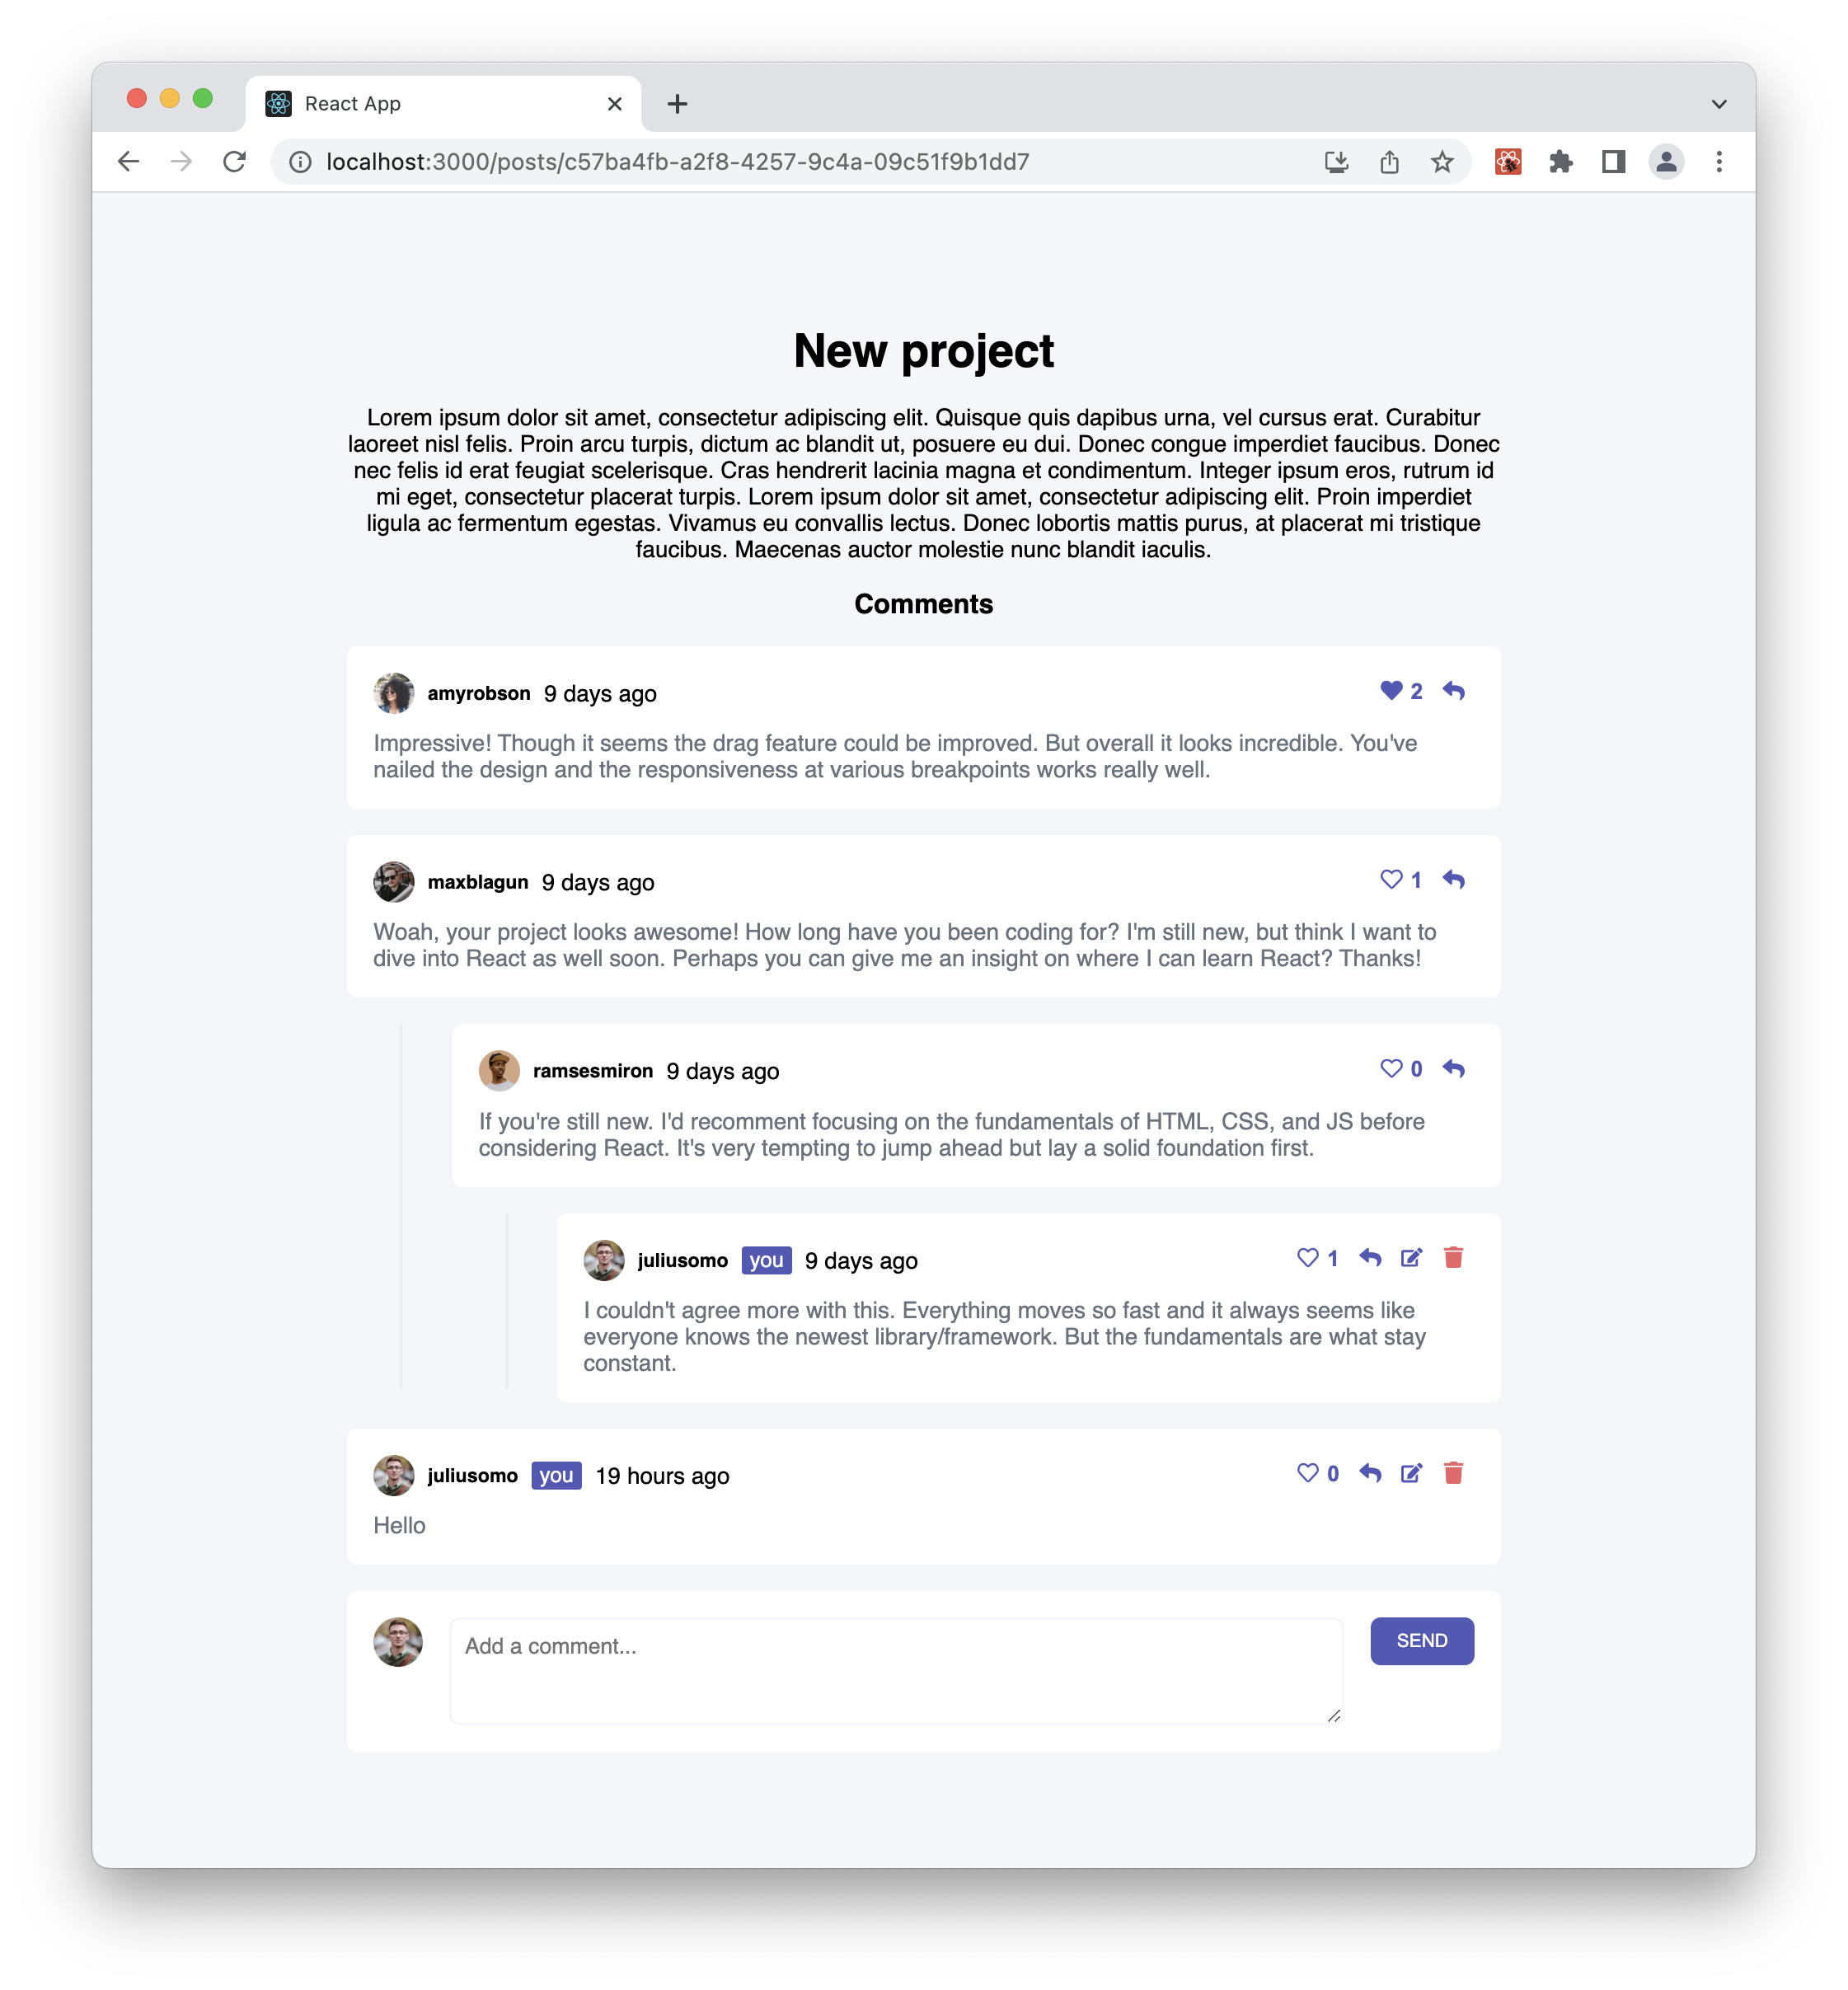 React App
localhost:3000/posts/c57ba4fb-a2f8-4257-9c4a-09c51f9b1dd7
New project
Lorem ipsum dolor sit amet, consectetur adipiscing elit. Quisque quis dapibus urna, vel cursus erat. Curabitur
laoreet nisl felis. Proin arcu turpis, dictum ac blandit ut, posuere eu dui. Donec congue imperdiet faucibus. Donec
nec felis id erat feugiat scelerisque. Cras hendrerit lacinia magna et condimentum. Integer ipsum eros, rutrum id
mi eget, consectetur placerat turpis. Lorem ipsum dolor sit amet, consectetur adipiscing elit. Proin imperdiet
ligula ac fermentum egestas. Vivamus eu convallis lectus. Donec lobortis mattis purus, at placerat mi tristique
faucibus. Maecenas auctor molestie nunc blandit iaculis.
Comments
amyrobson 9 days ago 2
Impressive! Though it seems the drag feature could be improved. But overall it looks incredible. You've
nailed the design and the responsiveness at various breakpoints works really well.
maxblagun 9 days ago 1
Woah, your project looks awesome! How long have you been coding for? I'm still new, but think I want to
dive into React as well soon. Perhaps you can give me an insight on where I can learn React? Thanks!
ramsesmiron 9 days ago 0
If you're still new. I'd recomment focusing on the fundamentals of HTML, CSS, and JS before
considering React. It's very tempting to jump ahead but lay a solid foundation first.
juliusomo you 9 days ago 1
I couldn't agree more with this. Everything moves so fast and it always seems like
everyone knows the newest library/framework. But the fundamentals are what stay
constant.
juliusomo you 19 hours ago 0
Hello
Add a comment...
SEND